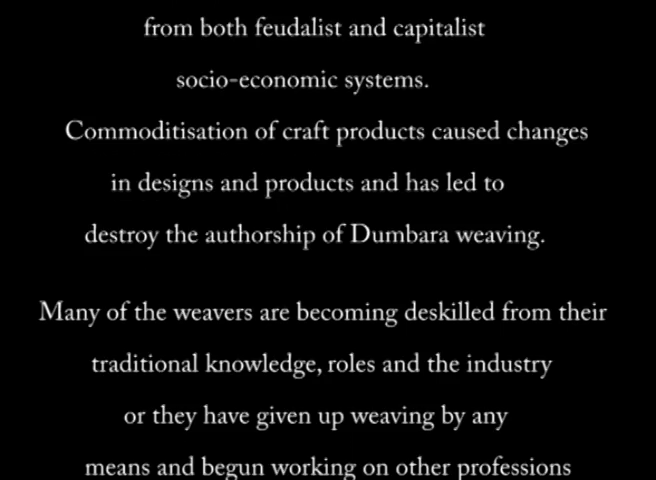 from both feudalist and capitalist
socio-economic systems.
Commoditisation of craft products caused changes
in designs and products and has led to
destroy the authorship of Dumbara weaving.
Many of the weavers are becoming deskilled from their
traditional knowledge, roles and the industry
or they have given up weaving by any
means and begun working on other professions